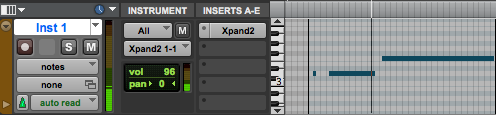 INSTRUMENT
INSERTS A-E
Inst 1
All
M
Xpand2
S
M
Xpand2 1-1
notes
none
vol 96
pan 0
auto read
3